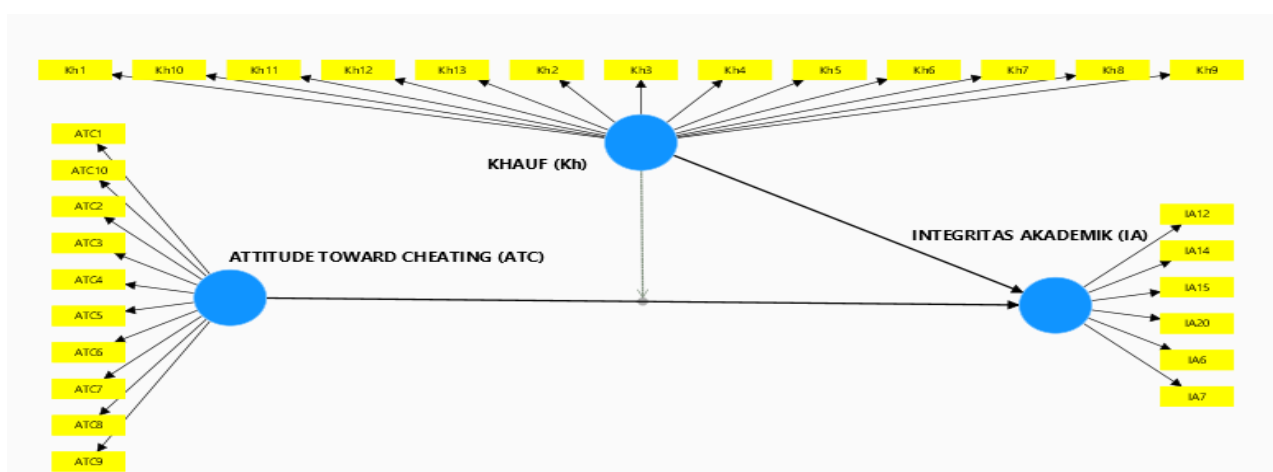 Kh1 Kh10 Kh11 Kh12 Kh13 Kh2 Kh3 Kh4 Kh5 Kh6 Kh7 Kh8 Kh9
KHAUF (Kh)
ATC1
ATC10
ATC2
ATC3
ATC4
ATC5
ATC6
ATC7
ATC8
ATC9
ATTITUDE TOWARD CHEATING (ATC)
INTEGRITAS AKADEMIK (IA)
IA12
IA14
IA15
IA20
IA6
IA7